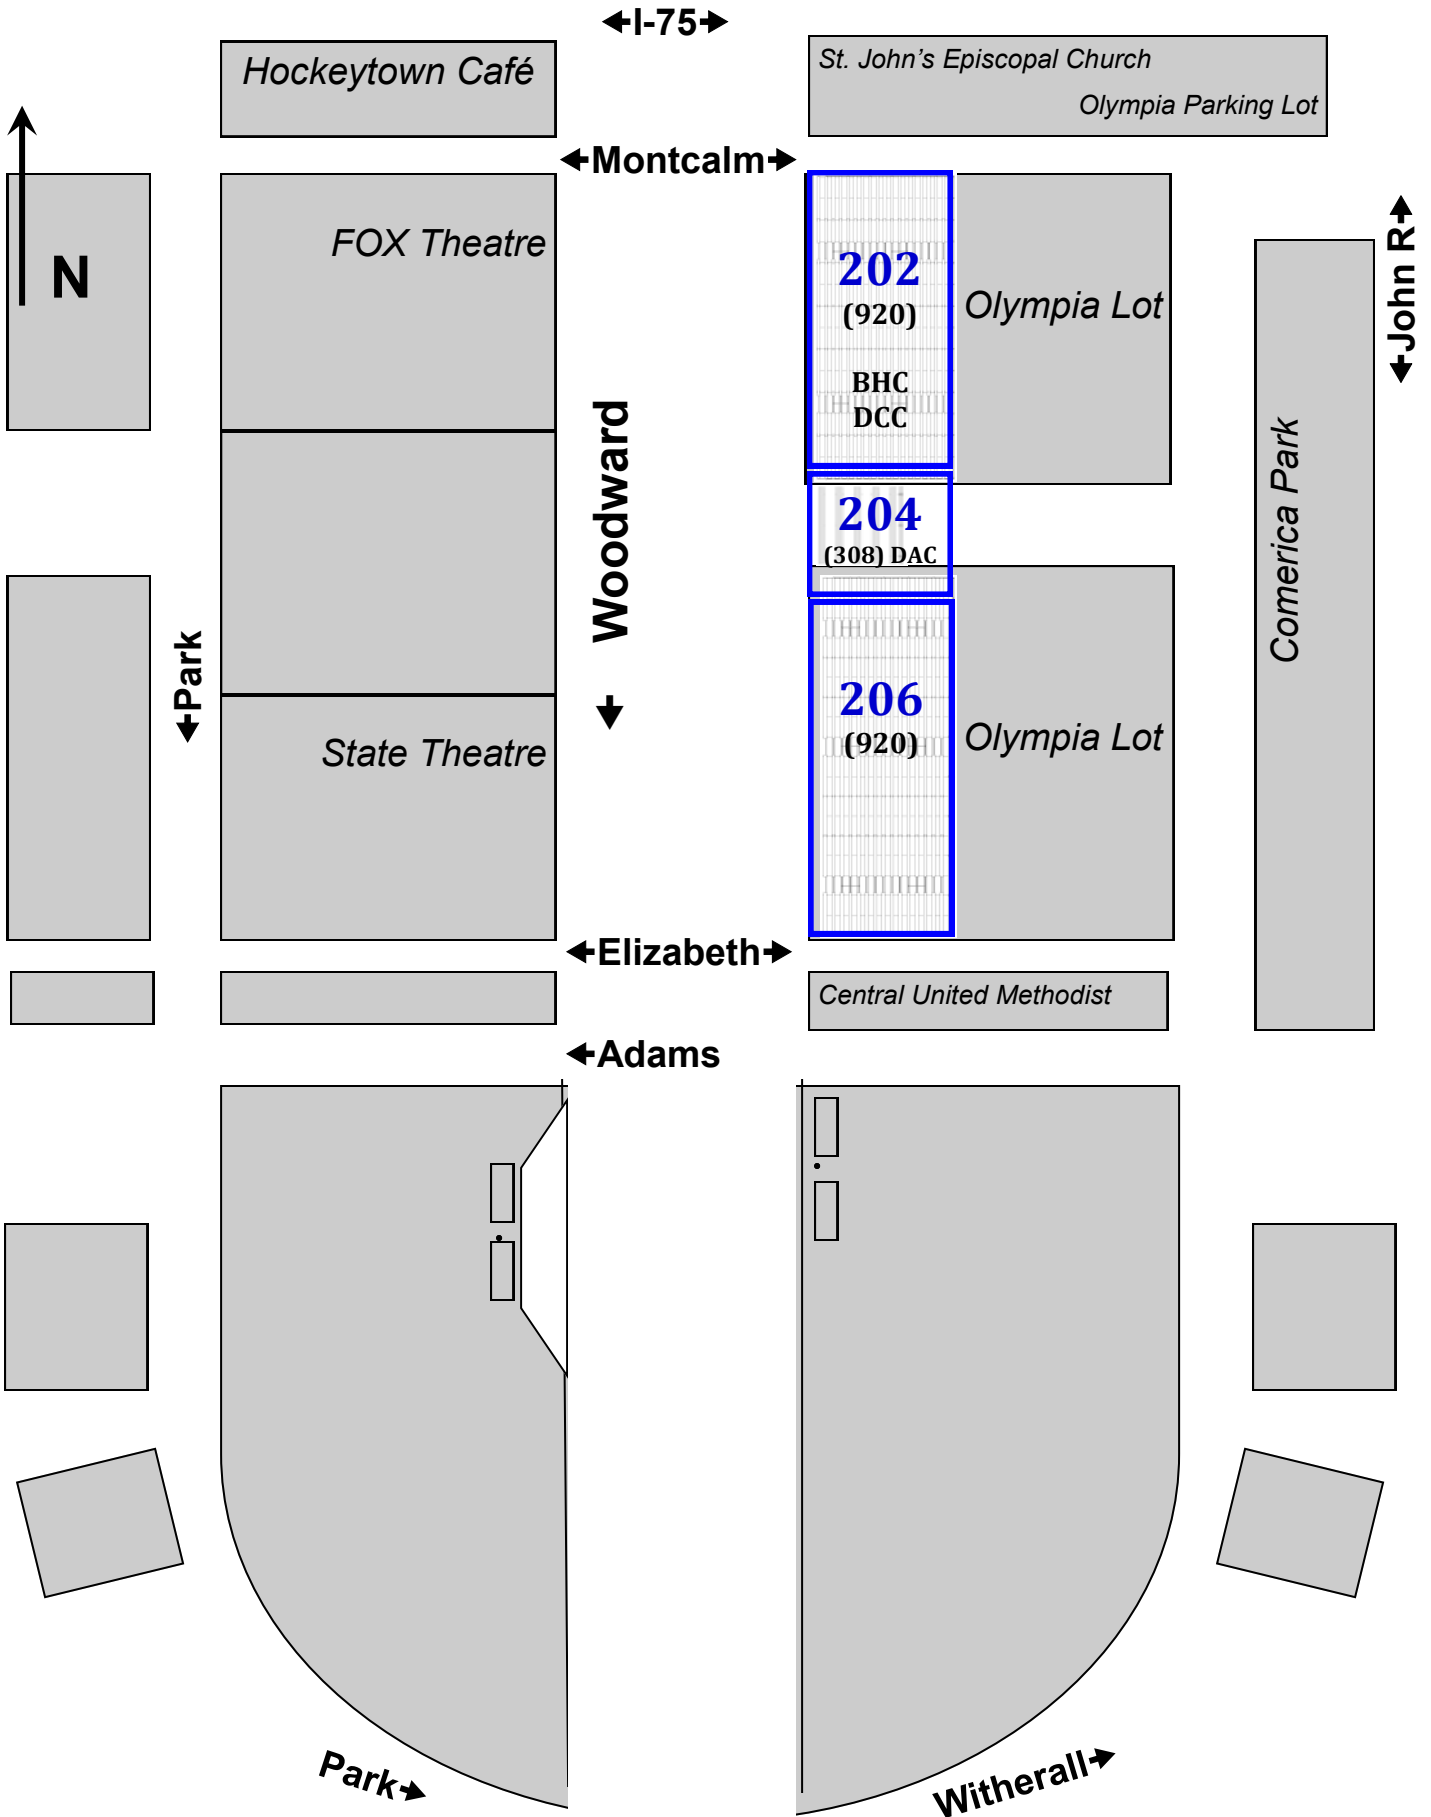 I-75
Hockeytown Café
St. John's Episcopal Church
Olympia Parking Lot
Montcalm
N
FOX Theatre
202
(920)
BHC
DCC
Olympia Lot
John R
Woodward
204
(308) DAC
Comerica Park
Park
State Theatre
206
(920)
Olympia Lot
Elizabeth
Central United Methodist
Adams
Park
Witherall